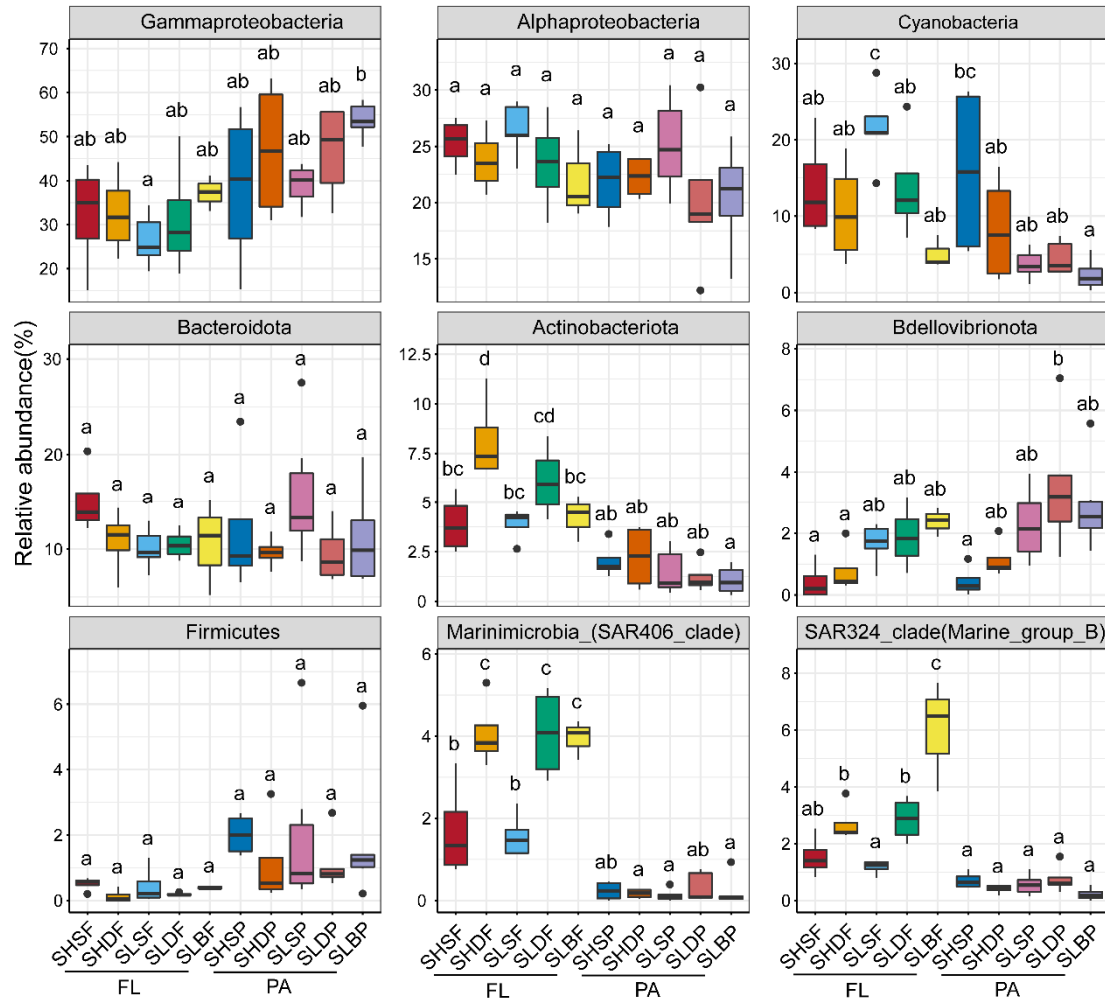 Gammaproteobacteria
Alphaproteobacteria
Cyanobacteria
70
60
50
40
30
20
ab
ab
a
ab
ab
ab
ab
ab
ab
b
30
25
20
15
a
a
a
a
a
a
a
a
a
a
30
20
10
0
ab
ab
c
ab
ab
bc
ab
ab
ab
a
Relative abundance(%)
Bacteroidota
Actinobacteriota
Bdellovibrionota
30
20
10
0
a
a
a
a
a
a
a
a
a
a
12.5
10.0
7.5
5.0
2.5
0
bc
d
bc
cd
bc
ab
ab
ab
ab
a
8
6
4
2
0
a
a
ab
ab
ab
a
ab
ab
b
ab
Firmicutes
Marinimicrobia_(SAR406_clade)
SAR324_clade(Marine_group_B)
6
4
2
0
a
a
a
a
a
a
a
a
a
a
6
4
2
0
b
c
b
c
c
ab
a
a
ab
a
8
6
4
2
0
ab
b
a
b
c
a
a
a
a
a
SHSF
SHDF
SLSF
SLDF
SLBF
SHSP
SHDP
SLSP
SLDP
SLBP
FL
PA
SHSF
SHDF
SLSF
SLDF
SLBF
SHSP
SHDP
SLSP
SLDP
SLBP
FL
PA
SHSF
SHDF
SLSF
SLDF
SLBF
SHSP
SHDP
SLSP
SLDP
SLBP
FL
PA